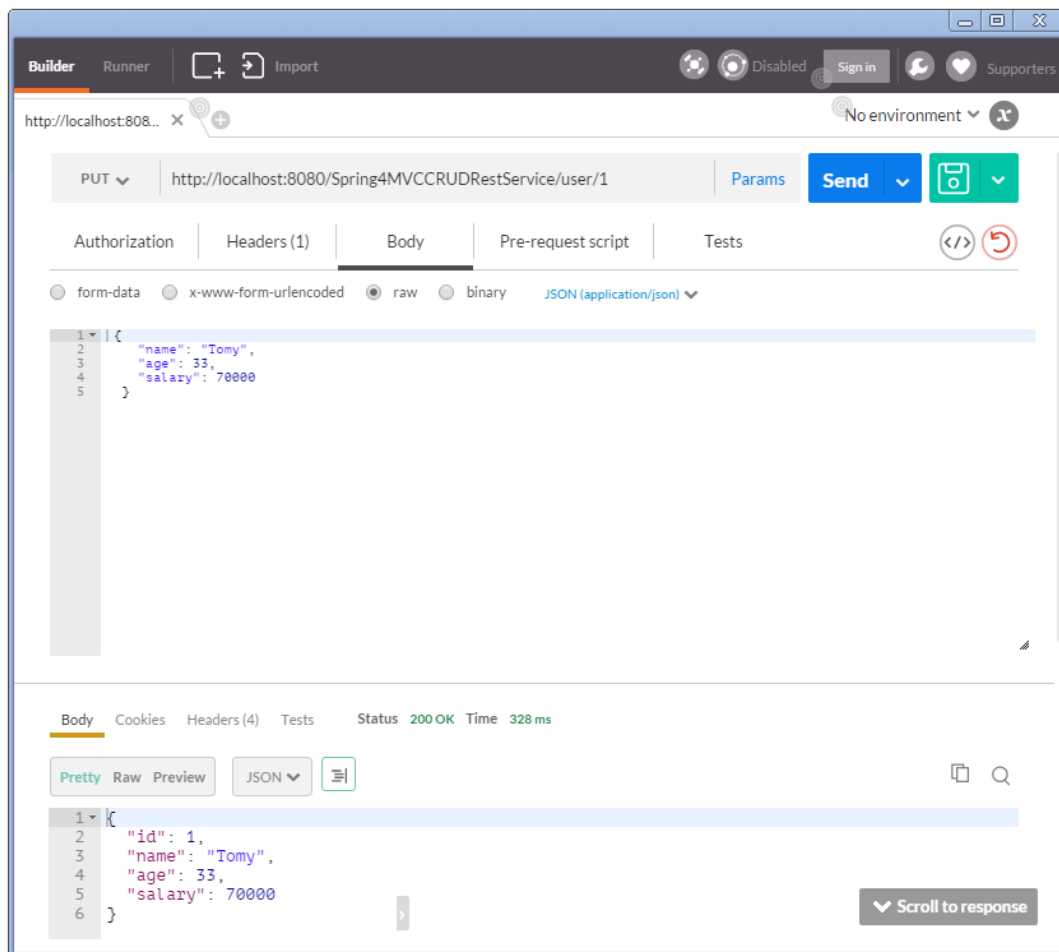 Builder Runner Import Disabled Sign in Supporters
http://localhost:808... No environment
PUT http://localhost:8080/Spring4MVCCRUDRestService/user/1 Params Send
Authorization Headers (1) Body Pre-request script Tests
form-data x-www-form-urlencoded raw binary JSON (application/json)
1 {
2 "name": "Tomy",
3 "age": 33,
4 "salary": 70000
5 }
Body Cookies Headers (4) Tests Status 200 OK Time 328 ms
Pretty Raw Preview JSON
1 {
2 "id": 1,
3 "name": "Tomy",
4 "age": 33,
5 "salary": 70000
6 }
Scroll to response